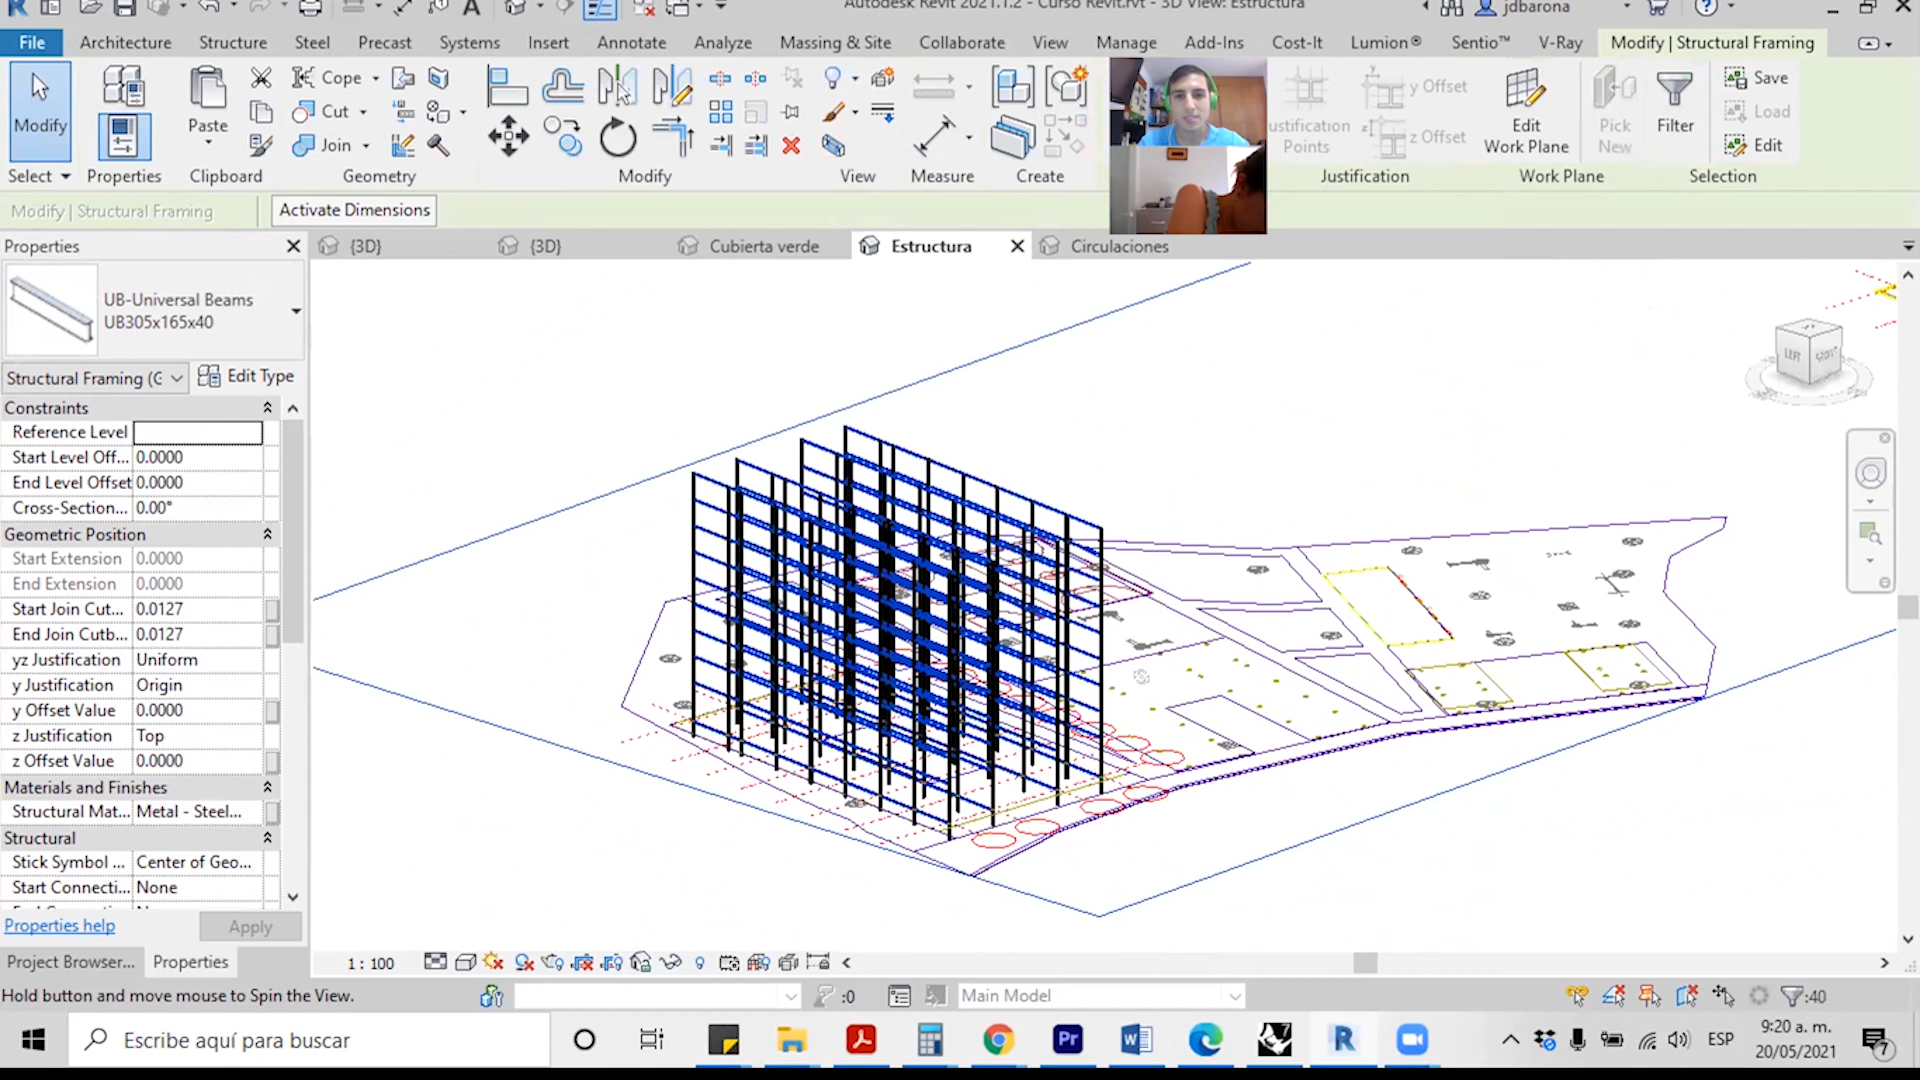 Autodesk Revit 2021.1.2 - Curso Revit.rvt - 3D View: Estructura
jdbarona
File Architecture Structure Steel Precast Systems Insert Annotate Analyze Massing & Site Collaborate View Manage Add-Ins Cost-It Lumion® Sentio™ V-Ray Modify | Structural Framing
Modify
Paste
Cope
Cut
Join
Justification
Points
y Offset
z Offset
Edit
Work Plane
Pick
New
Filter
Save
Load
Edit
Select Properties Clipboard Geometry Modify View Measure Create Justification Work Plane Selection
Modify | Structural Framing Activate Dimensions
Properties
{3D} {3D} Cubierta verde Estructura Circulaciones
UB-Universal Beams
UB305x165x40
Structural Framing (G
Edit Type
Constraints
Reference Level
Start Level Off... 0.0000
End Level Offset 0.0000
Cross-Section... 0.00°
Geometric Position
Start Extension 0.0000
End Extension 0.0000
Start Join Cut... 0.0127
End Join Cutb... 0.0127
yz Justification Uniform
y Justification Origin
y Offset Value 0.0000
z Justification Top
z Offset Value 0.0000
Materials and Finishes
Structural Mat... Metal - Steel...
Structural
Stick Symbol ... Center of Geo...
Start Connecti... None
Properties help
Apply
Project Browser... Properties
LEFT
FRONT
1 : 100
Hold button and move mouse to Spin the View.
:0
Main Model
:40
Escribe aquí para buscar
Pr
ESP
9:20 a. m.
20/05/2021
7